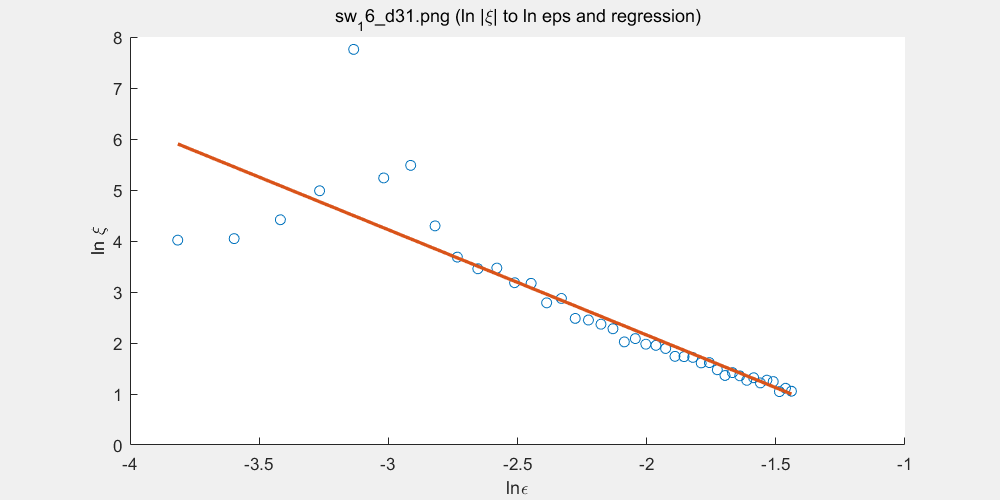 sw_16_d31.png (ln |ξ| to ln eps and regression)
8
7
6
5
4
3
2
1
0
ln ξ
-4 -3.5 -3 -2.5 -2 -1.5 -1
lnϵ